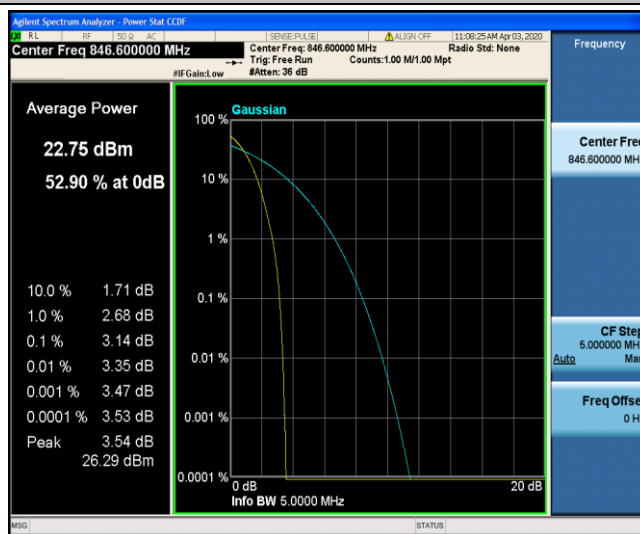 Agilent Spectrum Analyzer - Power Stat CCDF
RL RF 50 Ω AC SENSE:PULSE ALIGN OFF 11:08:25 AM Apr 03, 2020
Center Freq 846.600000 MHz
Center Freq: 846.600000 MHz Radio Std: None
Trig: Free Run Counts:1.00 M/1.00 Mpt
#IFGain:Low #Atten: 36 dB
Frequency
Average Power
22.75 dBm
52.90 % at 0dB
10.0 % 1.71 dB
1.0 % 2.68 dB
0.1 % 3.14 dB
0.01 % 3.35 dB
0.001 % 3.47 dB
0.0001 % 3.53 dB
Peak 3.54 dB
26.29 dBm
Gaussian
100 %
10 %
1 %
0.1 %
0.01 %
0.001 %
0.0001 %
0 dB 20 dB
Info BW 5.0000 MHz
Center Fre
846.600000 MH
CF Step
5.000000 MH
Auto Ma
Freq Offse
0 H
MSG STATUS